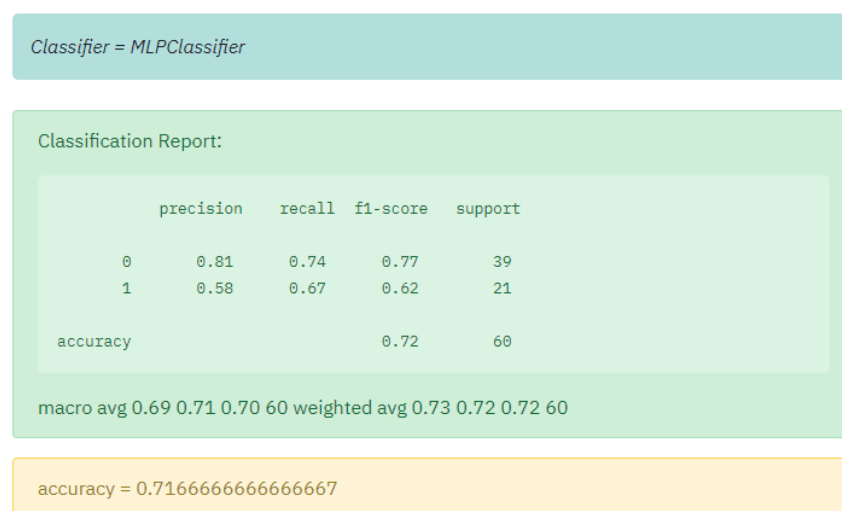 Classifier = MLPClassifier
Classification Report:
precision recall f1-score support
0 0.81 0.74 0.77 39
1 0.58 0.67 0.62 21
accuracy 0.72 60
macro avg 0.69 0.71 0.70 60 weighted avg 0.73 0.72 0.72 60
accuracy = 0.7166666666666667